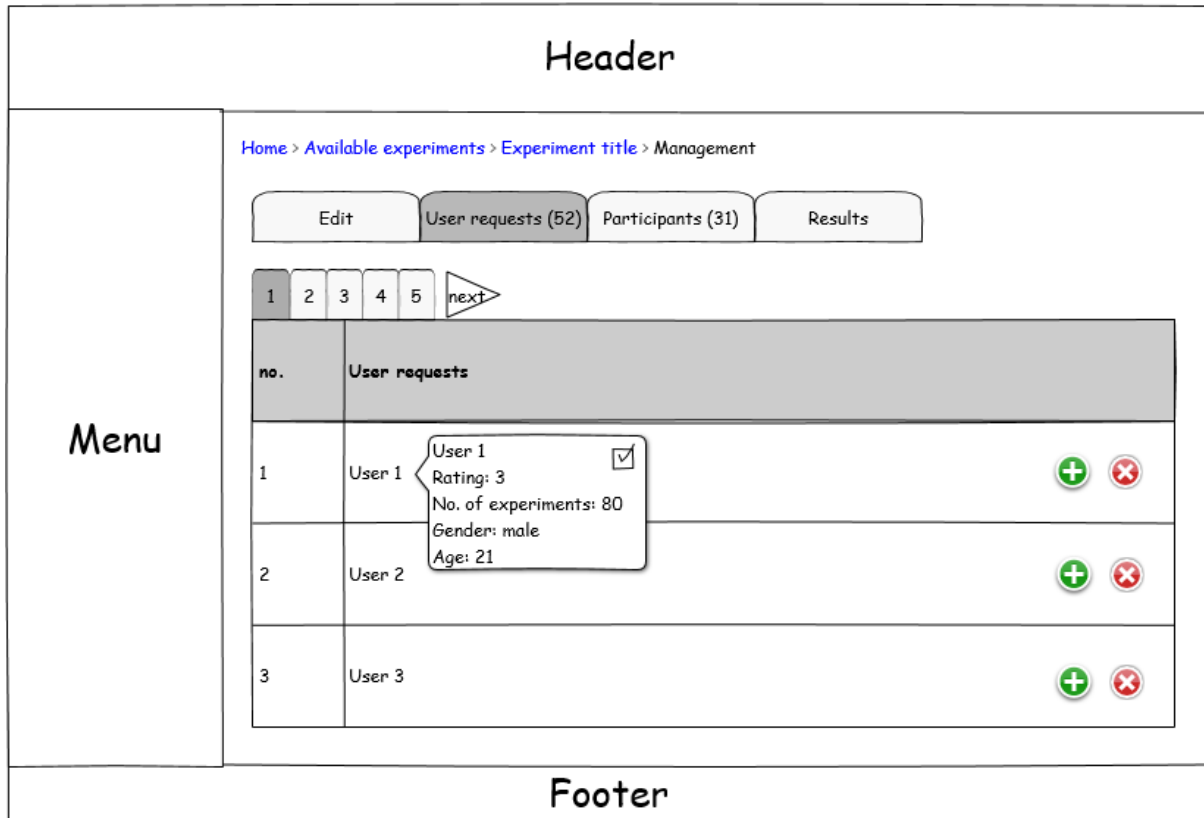 Header
Menu
Home > Available experiments > Experiment title > Management
Edit
User requests (52)
Participants (31)
Results
1 2 3 4 5 next
no. User requests
1 User 1
User 1
Rating: 3
No. of experiments: 80
Gender: male
Age: 21
2 User 2
3 User 3
Footer